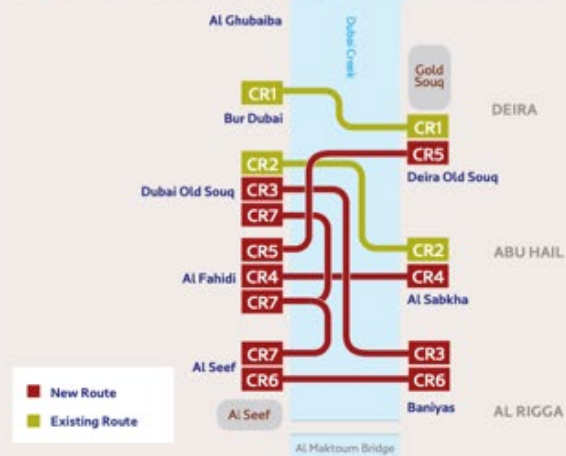 Al Ghubaiba
Dubai Creek
Gold
Souq
CR1
Bur Dubai
DEIRA
CR1
CR5
Deira Old Souq
CR2
Dubai Old Souq
CR3
CR7
CR5
Al Fahidi
CR4
CR7
CR2
ABU HAIL
CR4
Al Sabkha
CR7
Al Seef
CR6
Al Seef
CR3
CR6
Baniyas
AL RIGGA
New Route
Existing Route
Al Maktoum Bridge